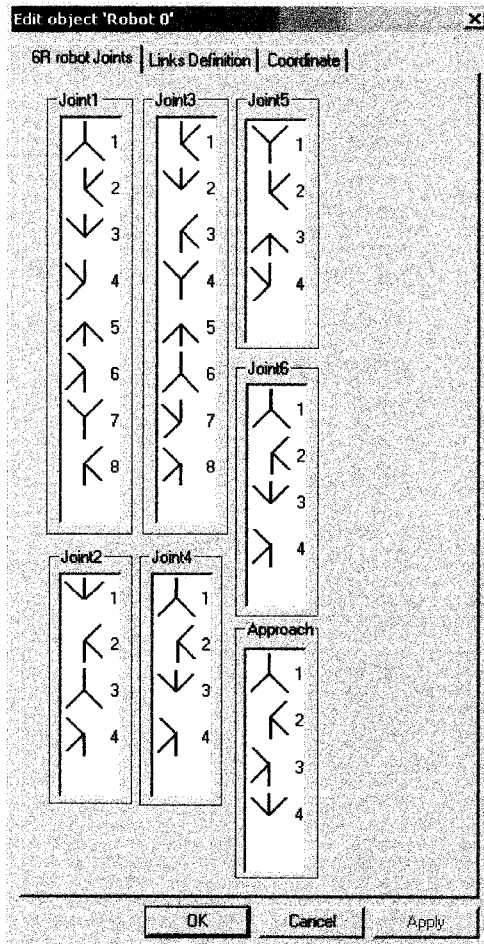 Edit object 'Robot 0'
6R robot Joints
Links Definition
Coordinate
Joint1
1
2
3
4
5
6
7
8
Joint3
1
2
3
4
5
6
7
8
Joint5
1
2
3
4
Joint6
1
2
3
4
Joint2
1
2
3
4
Joint4
1
2
3
4
Approach
1
2
3
4
OK
Cancel
Apply